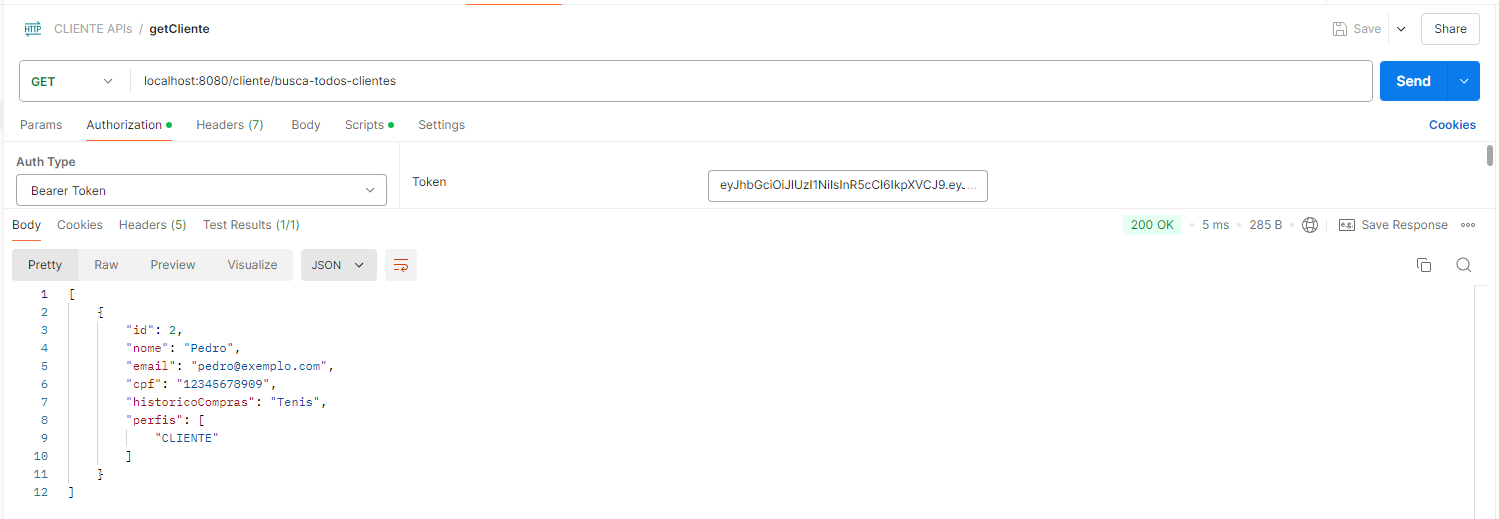 HTTP CLIENTE APIs / getCliente Save Share
GET localhost:8080/cliente/busca-todos-clientes Send
Params Authorization Headers (7) Body Scripts Settings Cookies
Auth Type
Bearer Token
Token eyJhbGciOiJIUzI1NiIsInR5cCI6IkpXVCJ9.ey....
Body Cookies Headers (5) Test Results (1/1) 200 OK 5 ms 285 B e.g. Save Response
Pretty Raw Preview Visualize JSON
1 [
2 {
3 "id": 2,
4 "nome": "Pedro",
5 "email": "pedro@exemplo.com",
6 "cpf": "12345678909",
7 "historicoCompras": "Tenis",
8 "perfis": [
9 "CLIENTE"
10 ]
11 }
12 ]